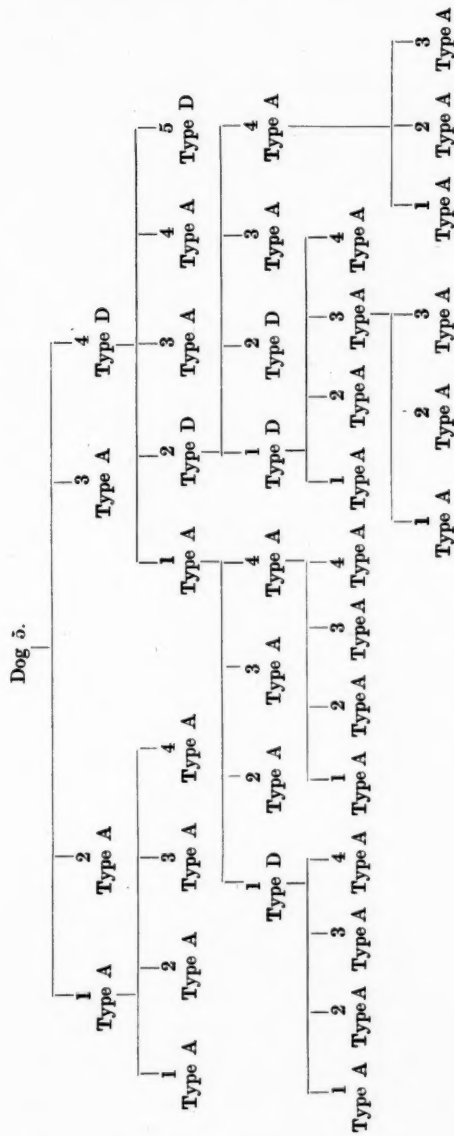 Dog 5.
1 2 3 4
Type A Type A Type A Type D
1 2 3 4 1 2 3 4 5
Type A Type A Type A Type A Type A Type D Type A Type A Type D
1 2 3 4 1 2 3 4
Type D Type A Type A Type A Type D Type D Type A Type A
1 2 3 4 1 2 3 4 1 2 3 4
Type A Type A Type A Type A Type A Type A Type A Type A Type A Type A Type A Type A
1 2 3 1 2 3
Type A Type A Type A Type A Type A Type A